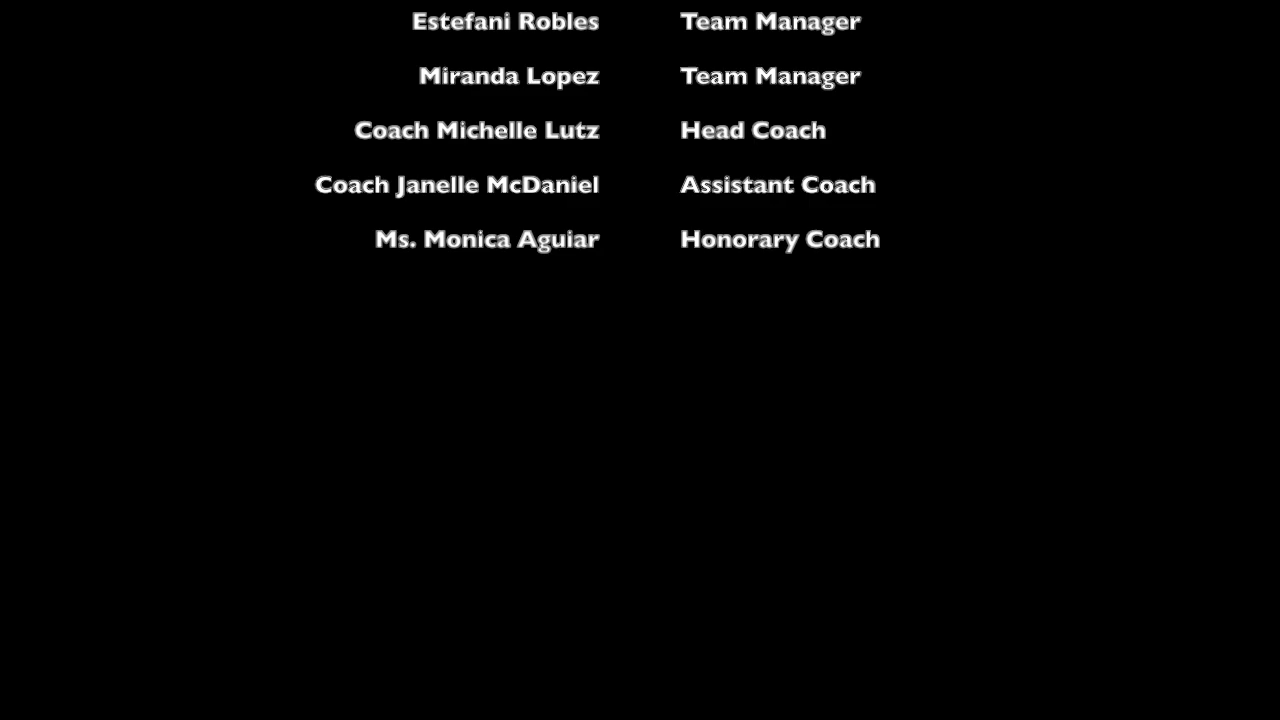 Estefani Robles Team Manager
Miranda Lopez Team Manager
Coach Michelle Lutz Head Coach
Coach Janelle McDaniel Assistant Coach
Ms. Monica Aguiar Honorary Coach